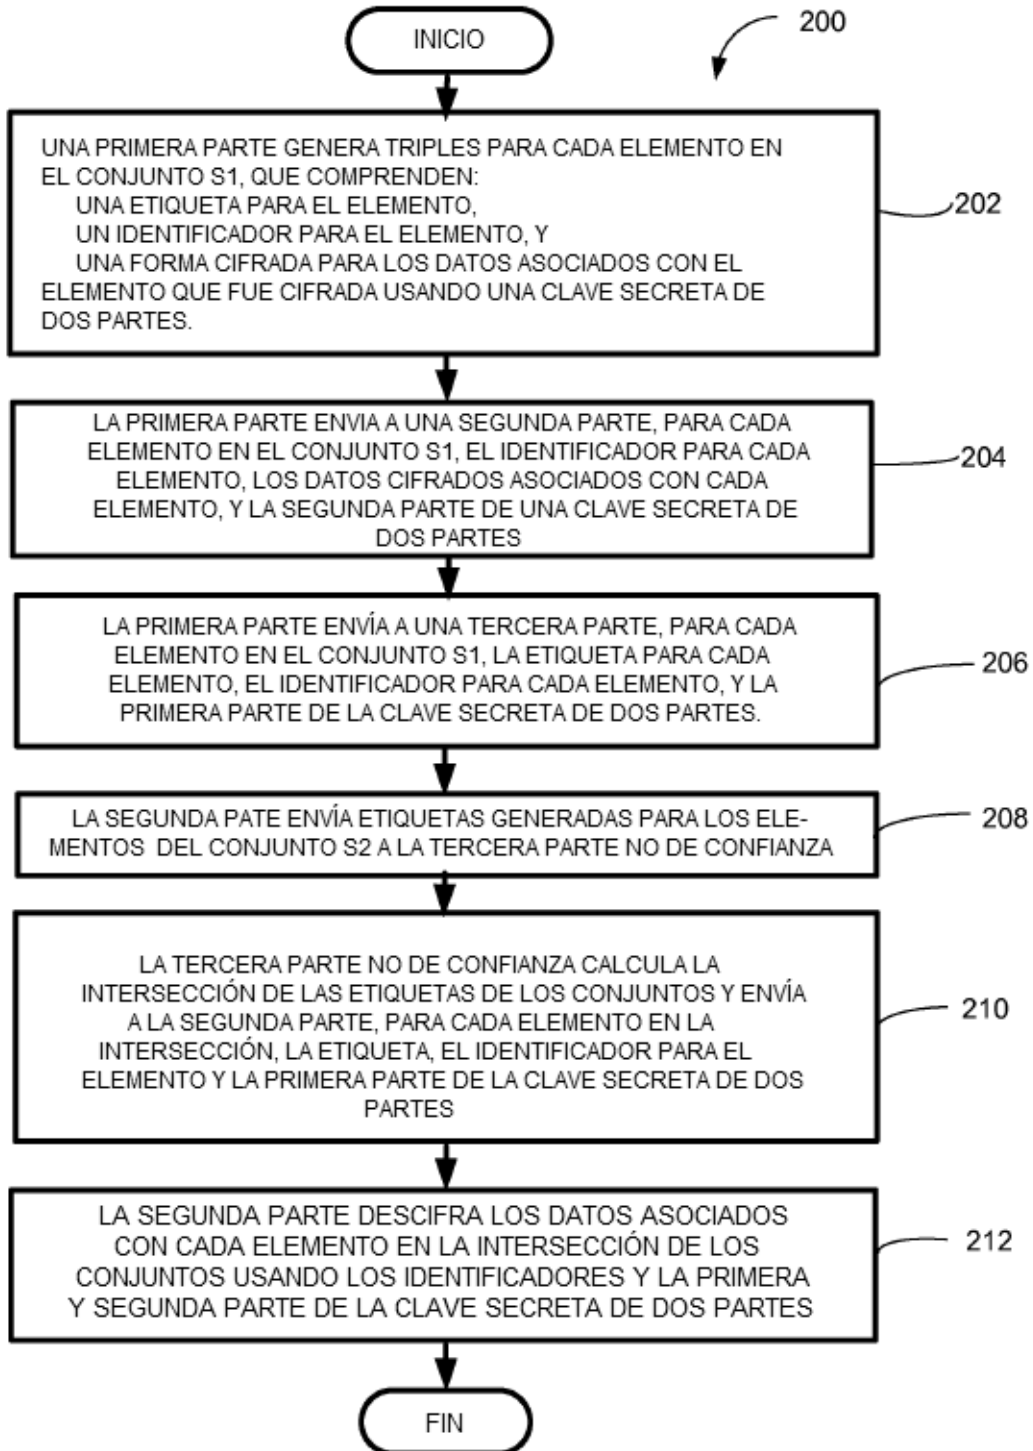 INICIO
200
UNA PRIMERA PARTE GENERA TRIPLES PARA CADA ELEMENTO EN
EL CONJUNTO S1, QUE COMPRENDEN:
UNA ETIQUETA PARA EL ELEMENTO,
UN IDENTIFICADOR PARA EL ELEMENTO, Y
UNA FORMA CIFRADA PARA LOS DATOS ASOCIADOS CON EL
ELEMENTO QUE FUE CIFRADA USANDO UNA CLAVE SECRETA DE
DOS PARTES.
202
LA PRIMERA PARTE ENVIA A UNA SEGUNDA PARTE, PARA CADA
ELEMENTO EN EL CONJUNTO S1, EL IDENTIFICADOR PARA CADA
ELEMENTO, LOS DATOS CIFRADOS ASOCIADOS CON CADA
ELEMENTO, Y LA SEGUNDA PARTE DE UNA CLAVE SECRETA DE
DOS PARTES
204
LA PRIMERA PARTE ENVÍA A UNA TERCERA PARTE, PARA CADA
ELEMENTO EN EL CONJUNTO S1, LA ETIQUETA PARA CADA
ELEMENTO, EL IDENTIFICADOR PARA CADA ELEMENTO, Y LA
PRIMERA PARTE DE LA CLAVE SECRETA DE DOS PARTES.
206
LA SEGUNDA PATE ENVÍA ETIQUETAS GENERADAS PARA LOS ELE-
MENTOS DEL CONJUNTO S2 A LA TERCERA PARTE NO DE CONFIANZA
208
LA TERCERA PARTE NO DE CONFIANZA CALCULA LA
INTERSECCIÓN DE LAS ETIQUETAS DE LOS CONJUNTOS Y ENVÍA
A LA SEGUNDA PARTE, PARA CADA ELEMENTO EN LA
INTERSECCIÓN, LA ETIQUETA, EL IDENTIFICADOR PARA EL
ELEMENTO Y LA PRIMERA PARTE DE LA CLAVE SECRETA DE DOS
PARTES
210
LA SEGUNDA PARTE DESCIFRA LOS DATOS ASOCIADOS
CON CADA ELEMENTO EN LA INTERSECCIÓN DE LOS
CONJUNTOS USANDO LOS IDENTIFICADORES Y LA PRIMERA
Y SEGUNDA PARTE DE LA CLAVE SECRETA DE DOS PARTES
212
FIN